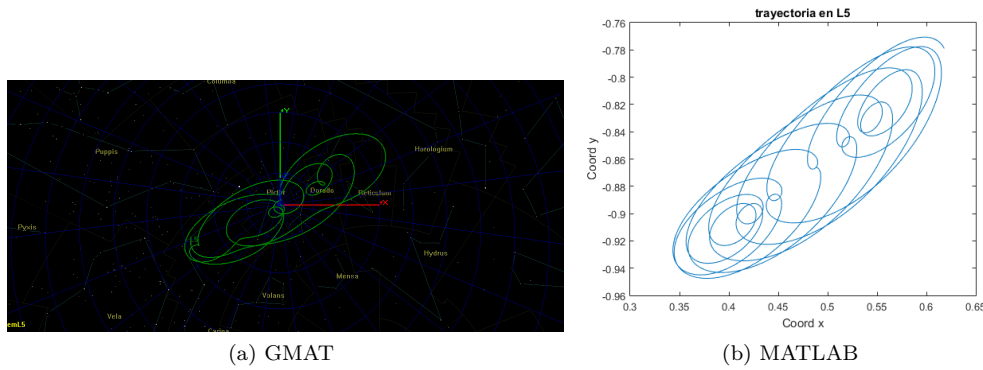 Columba
+Y
Puppis
Horologium
Pictor
Dorado
Reticulum
+X
L5
Pyxis
Hydrus
Mensa
Volans
Vela
Carina
emL5
(a) GMAT
trayectoria en L5
Coord y
-0.76
-0.78
-0.8
-0.82
-0.84
-0.86
-0.88
-0.9
-0.92
-0.94
-0.96
0.3
0.35
0.4
0.45
0.5
0.55
0.6
0.65
Coord x
(b) MATLAB